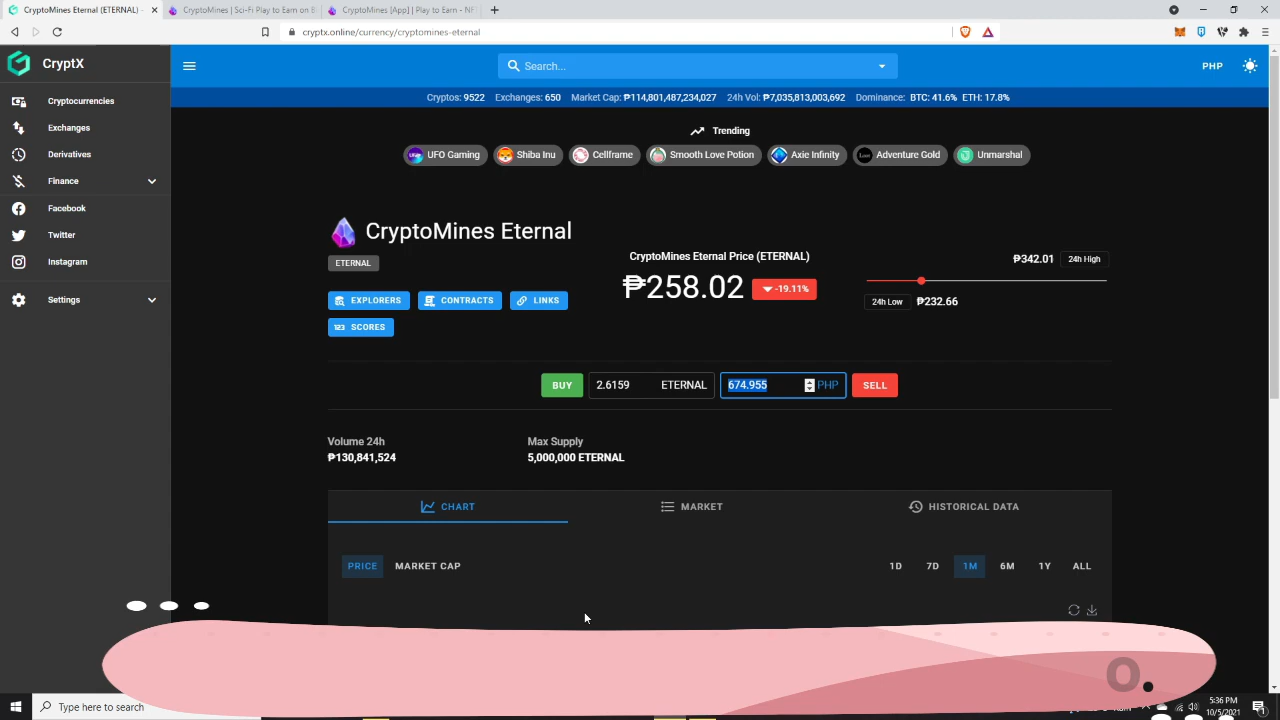 CryptoMines Eternal (ETERNAL) -
CryptoMines | Sci-Fi Play to Earn on B
CryptoMines [App] | Play to Earn - NF
cryptx.online/currency/cryptomines-eternal
CryptX
Search...
PHP
Cryptos: 9522 Exchanges: 650 Market Cap: ₱114,801,487,234,027 24h Vol: ₱7,035,813,003,692 Dominance: BTC: 41.6% ETH: 17.8%
Cryptocurrencies
Exchanges
Derivatives
Finance
Facebook
Twitter
Instagram
Settings
Trending
UFO Gaming
Shiba Inu
Cellframe
Smooth Love Potion
Axie Infinity
Adventure Gold
Unmarshal
CryptoMines Eternal
ETERNAL
EXPLORERS
CONTRACTS
LINKS
123 SCORES
CryptoMines Eternal Price (ETERNAL)
₱258.02
-19.11%
₱342.01 24h High
24h Low ₱232.66
BUY
2.6159 ETERNAL
674.955 PHP
SELL
Volume 24h
₱130,841,524
Max Supply
5,000,000 ETERNAL
CHART
MARKET
HISTORICAL DATA
PRICE
MARKET CAP
1D 7D 1M 6M 1Y ALL
o.
Type here to search
5:36 PM
10/5/2021